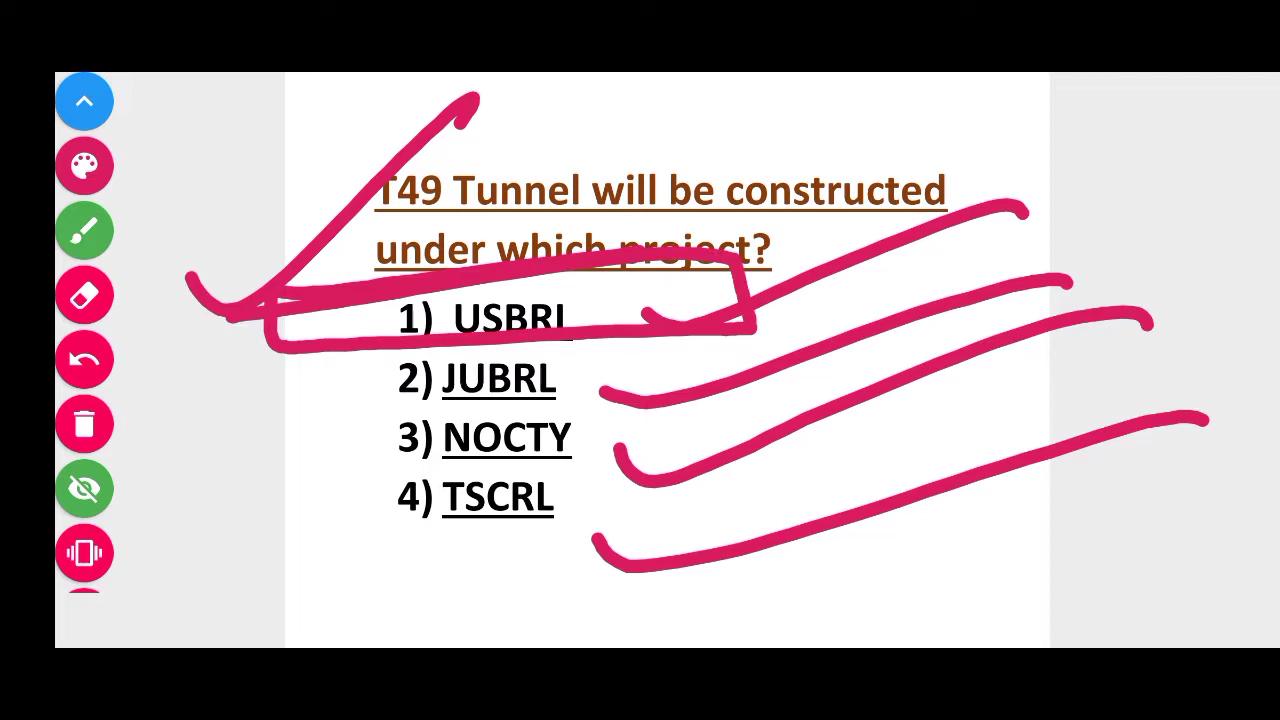 T49 Tunnel will be constructed
under which project?
1) USBRL
2) JUBRL
3) NOCTY
4) TSCRL